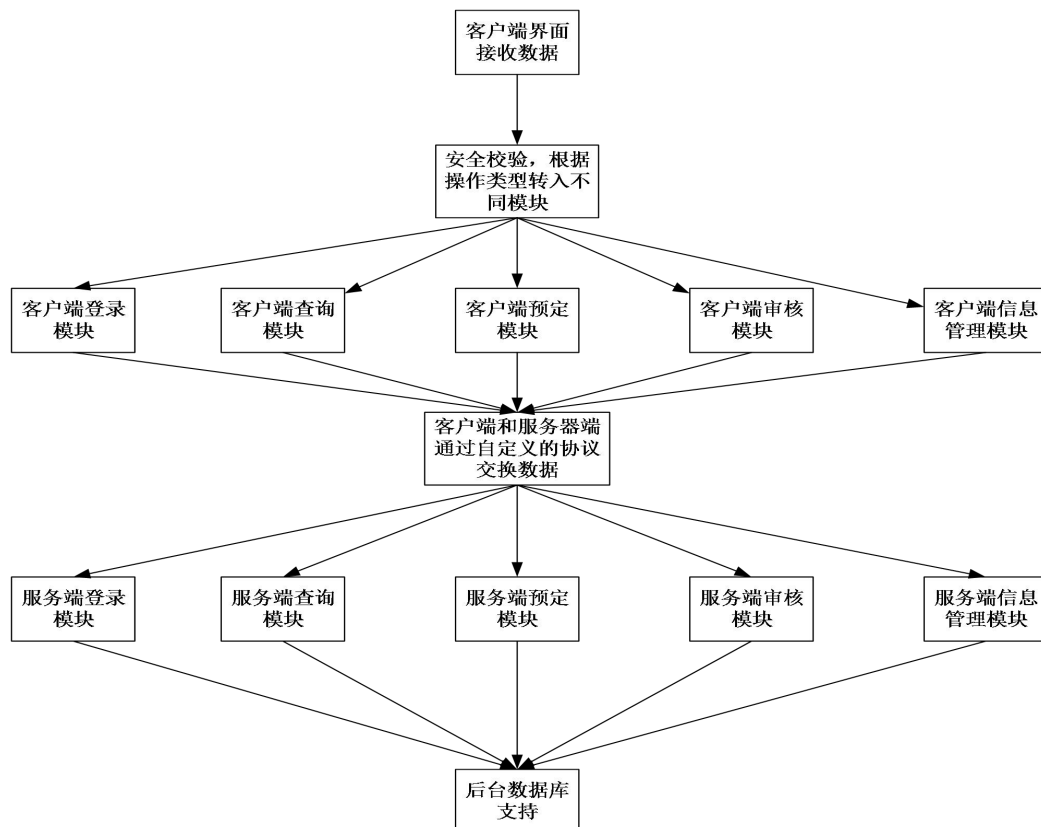 客户端界面
接收数据
安全校验，根据
操作类型转入不
同模块
客户端登录
模块
客户端查询
模块
客户端预定
模块
客户端审核
模块
客户端信息
管理模块
客户端和服务器端
通过自定义的协议
交换数据
服务端登录
模块
服务端查询
模块
服务端预定
模块
服务端审核
模块
服务端信息
管理模块
后台数据库
支持